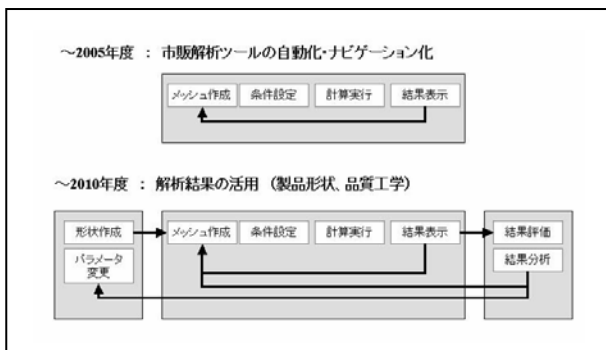 ～2005年度 ： 市販解析ツールの自動化・ナビゲーション化
メッシュ作成 条件設定 計算実行 結果表示
～2010年度 ： 解析結果の活用 （製品形状、品質工学）
形状作成 メッシュ作成 条件設定 計算実行 結果表示 結果評価
パラメータ
変更
結果分析